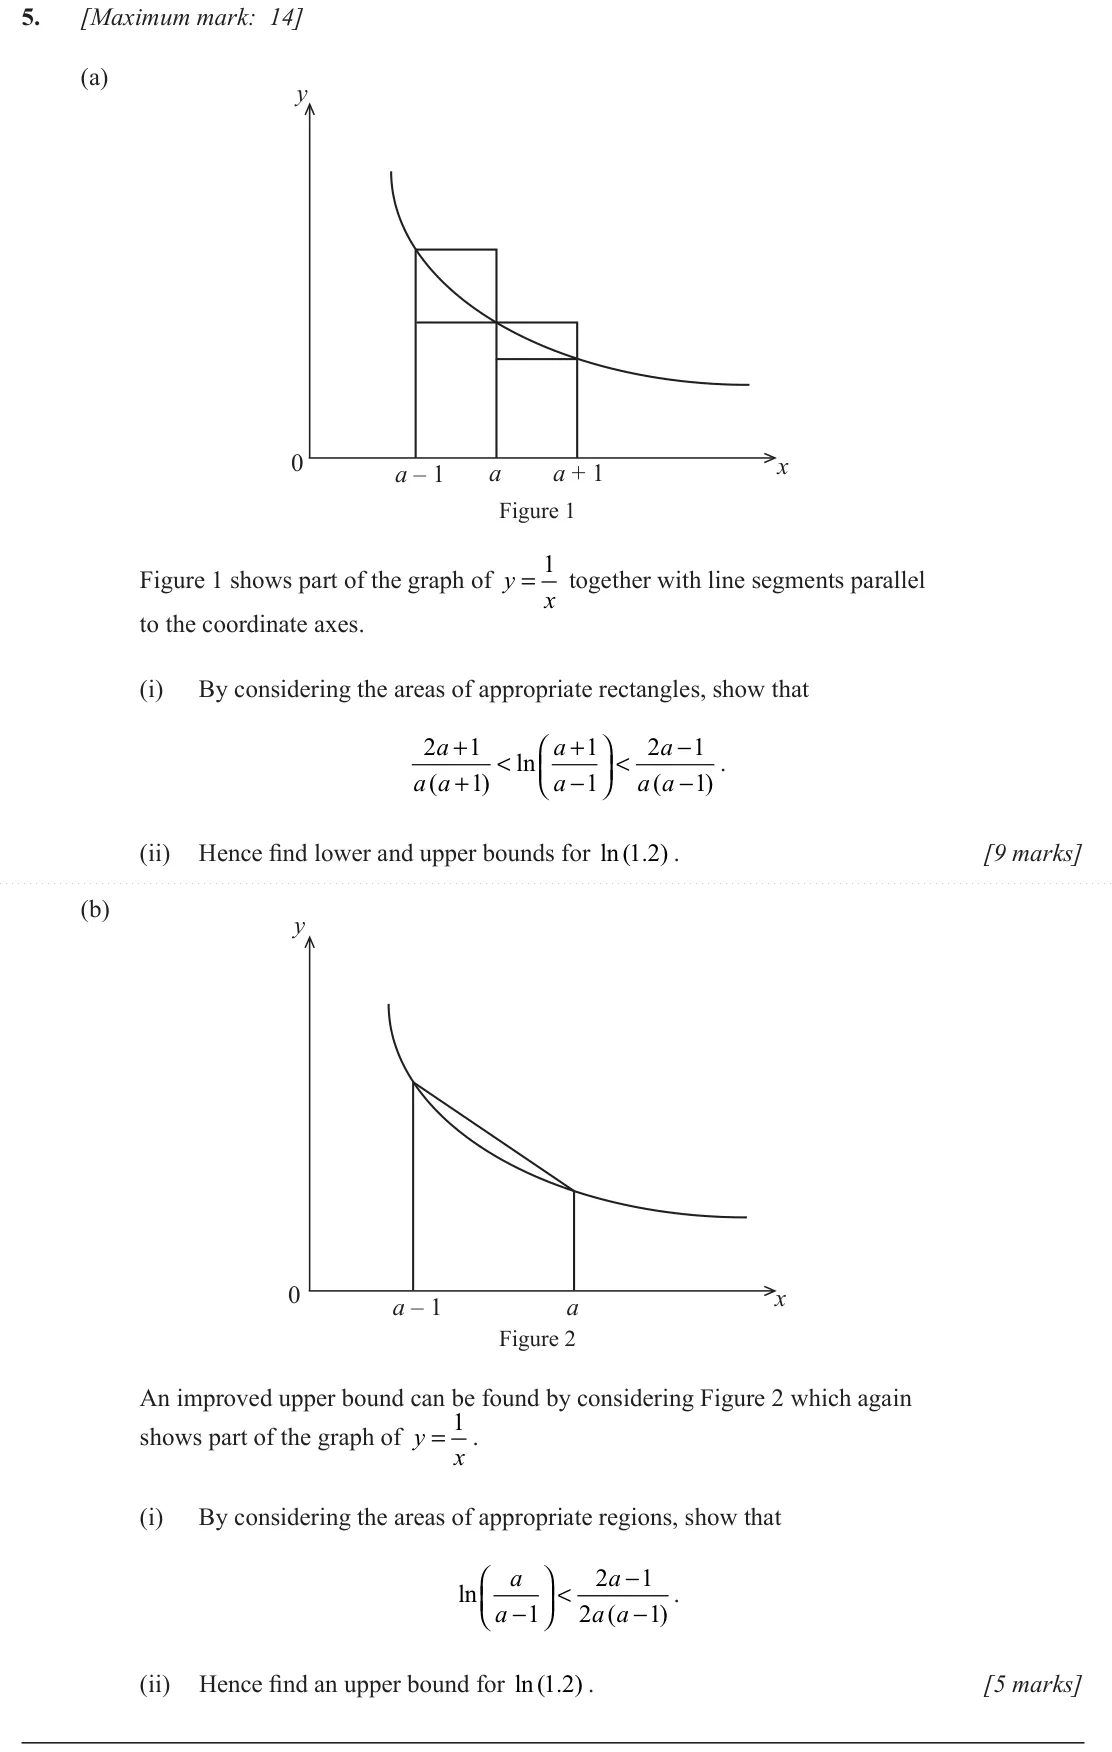 5. [Maximum mark: 14]
(a)
y
0
a – 1 a a + 1 x
Figure 1
Figure 1 shows part of the graph of y = 1/x together with line segments parallel
to the coordinate axes.
(i) By considering the areas of appropriate rectangles, show that
(2a + 1)/(a(a + 1)) < ln((a + 1)/(a − 1)) < (2a − 1)/(a(a − 1)).
(ii) Hence find lower and upper bounds for ln(1.2). [9 marks]
(b)
y
0
a – 1 a x
Figure 2
An improved upper bound can be found by considering Figure 2 which again
shows part of the graph of y = 1/x.
(i) By considering the areas of appropriate regions, show that
ln(a/(a − 1)) < (2a − 1)/(2a(a − 1)).
(ii) Hence find an upper bound for ln(1.2). [5 marks]